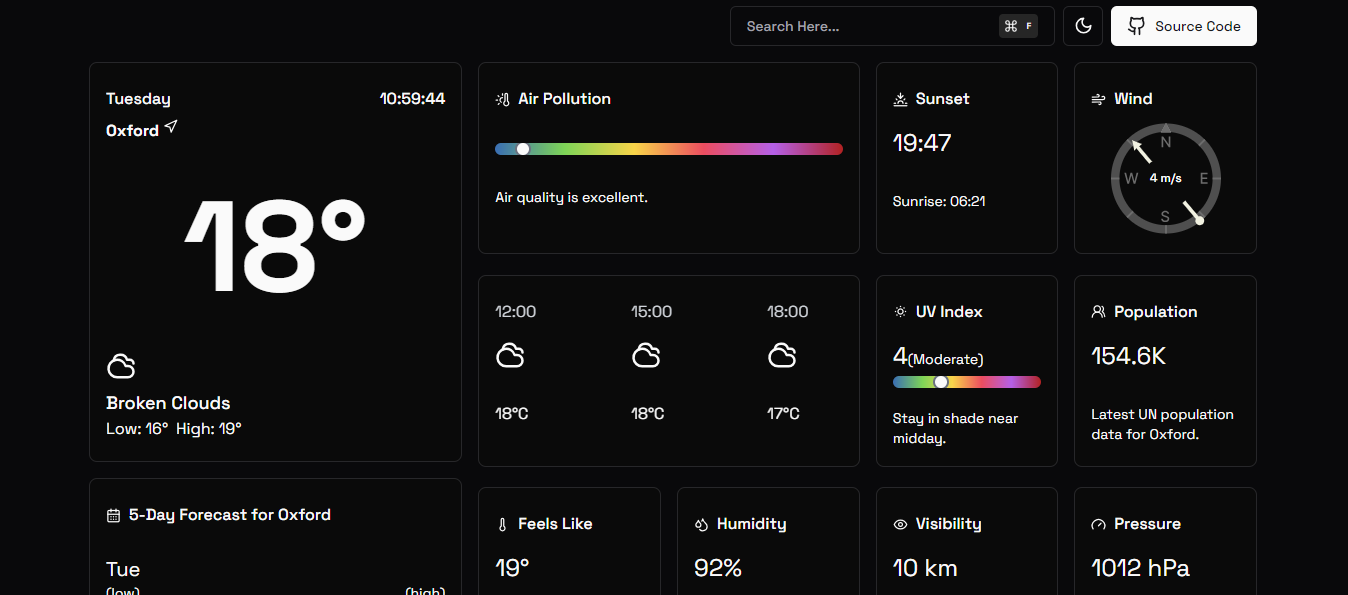 Search Here...
⌘ F
Source Code
Tuesday
10:59:44
Oxford
18°
Broken Clouds
Low: 16° High: 19°
Air Pollution
Air quality is excellent.
Sunset
19:47
Sunrise: 06:21
Wind
N
W 4 m/s E
S
12:00 15:00 18:00
18°C 18°C 17°C
UV Index
4(Moderate)
Stay in shade near
midday.
Population
154.6K
Latest UN population
data for Oxford.
5-Day Forecast for Oxford
Tue
(low) (high)
Feels Like
19°
Humidity
92%
Visibility
10 km
Pressure
1012 hPa